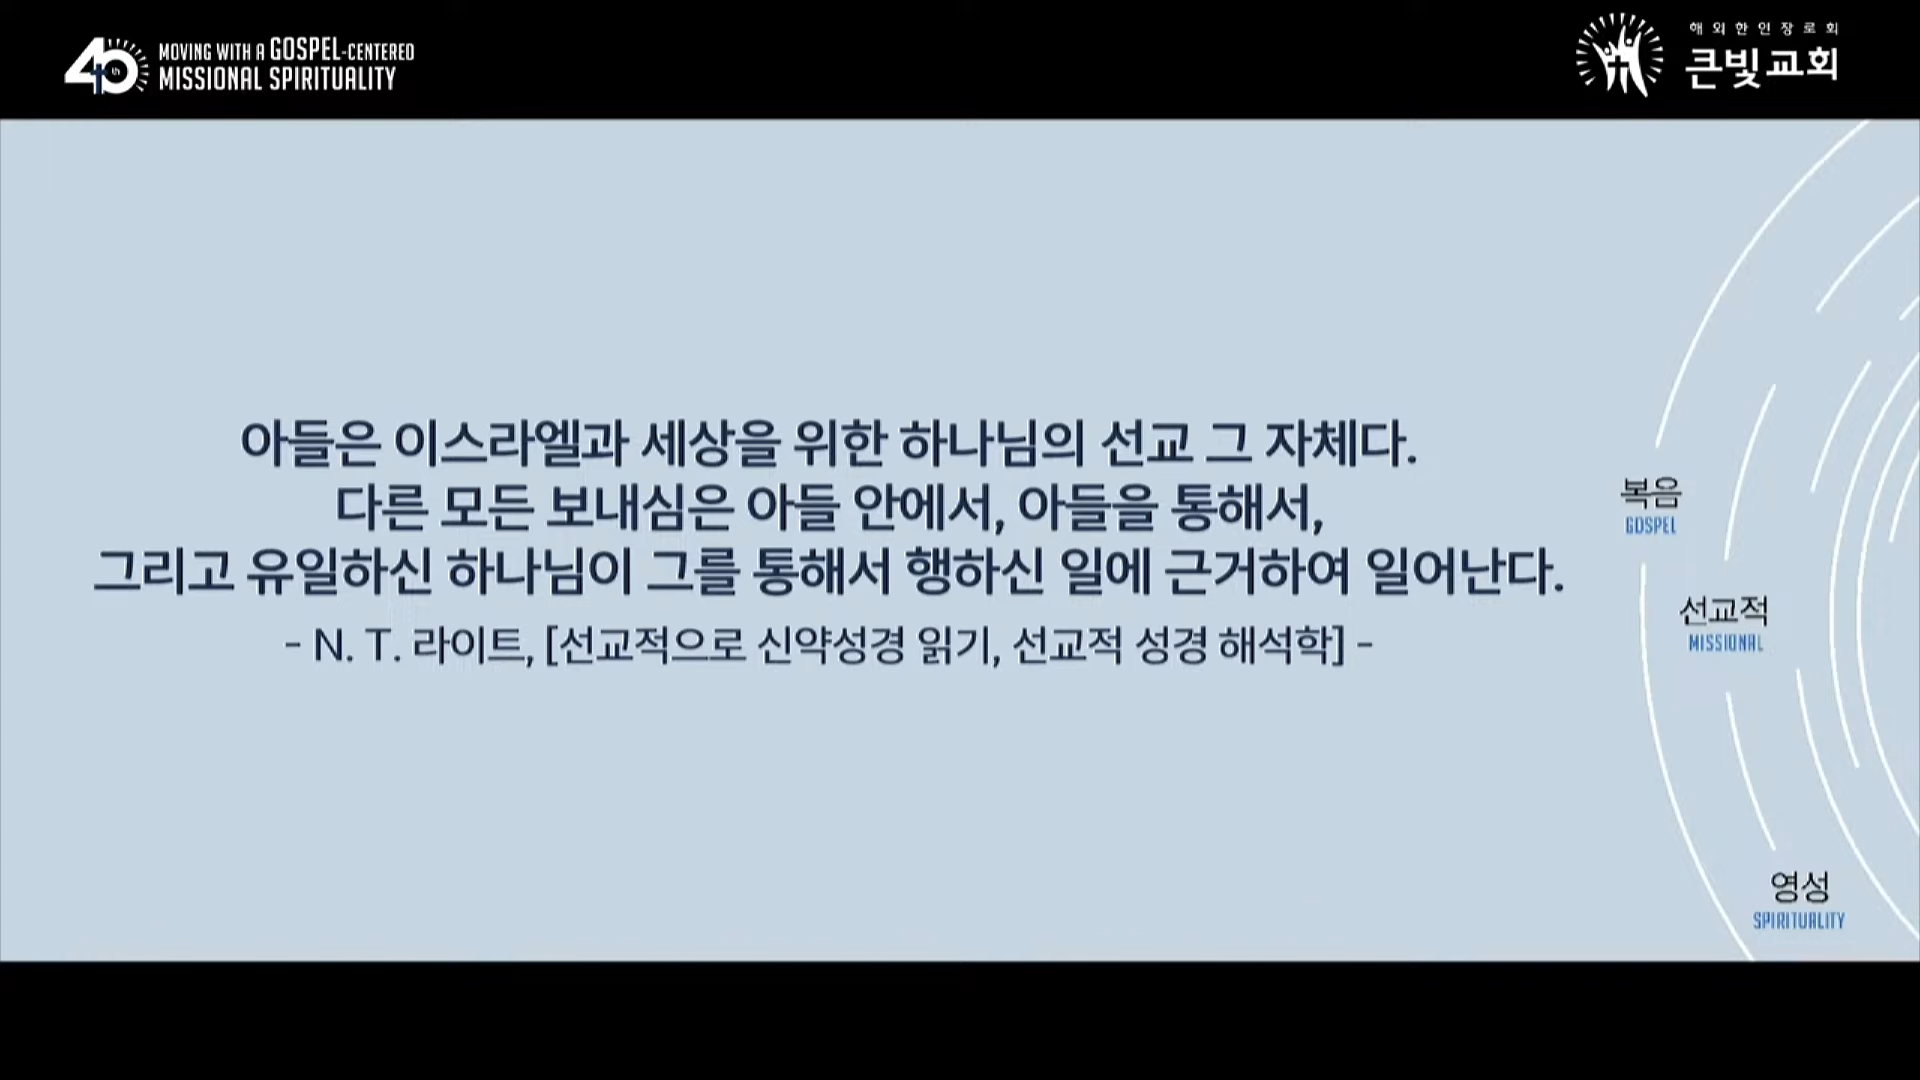 40th
MOVING WITH A GOSPEL-CENTERED
MISSIONAL SPIRITUALITY
해외한인장로회
큰빛교회
아들은 이스라엘과 세상을 위한 하나님의 선교 그 자체다.
다른 모든 보내심은 아들 안에서, 아들을 통해서,
그리고 유일하신 하나님이 그를 통해서 행하신 일에 근거하여 일어난다.
- N. T. 라이트, [선교적으로 신약성경 읽기, 선교적 성경 해석학] -
복음
GOSPEL
선교적
MISSIONAL
영성
SPIRITUALITY